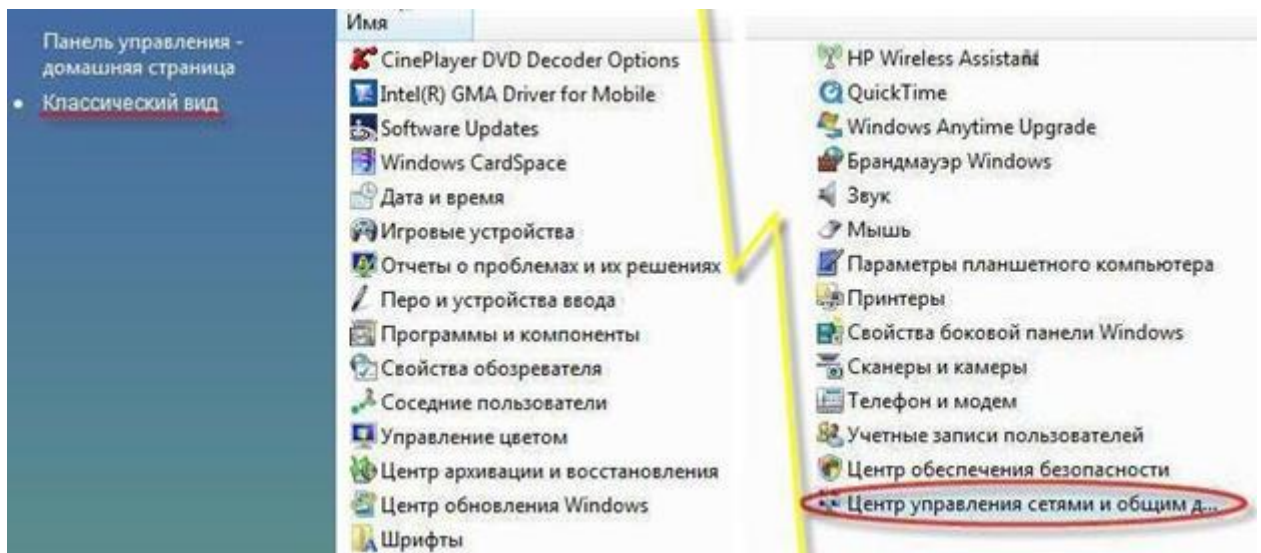 Панель управления -
домашняя страница
Классический вид
Имя
CinePlayer DVD Decoder Options
Intel(R) GMA Driver for Mobile
Software Updates
Windows CardSpace
Дата и время
Игровые устройства
Отчеты о проблемах и их решениях
Перо и устройства ввода
Программы и компоненты
Свойства обозревателя
Соседние пользователи
Управление цветом
Центр архивации и восстановления
Центр обновления Windows
Шрифты
HP Wireless Assistant
QuickTime
Windows Anytime Upgrade
Брандмауэр Windows
Звук
Мышь
Параметры планшетного компьютера
Принтеры
Свойства боковой панели Windows
Сканеры и камеры
Телефон и модем
Учетные записи пользователей
Центр обеспечения безопасности
Центр управления сетями и общим д...